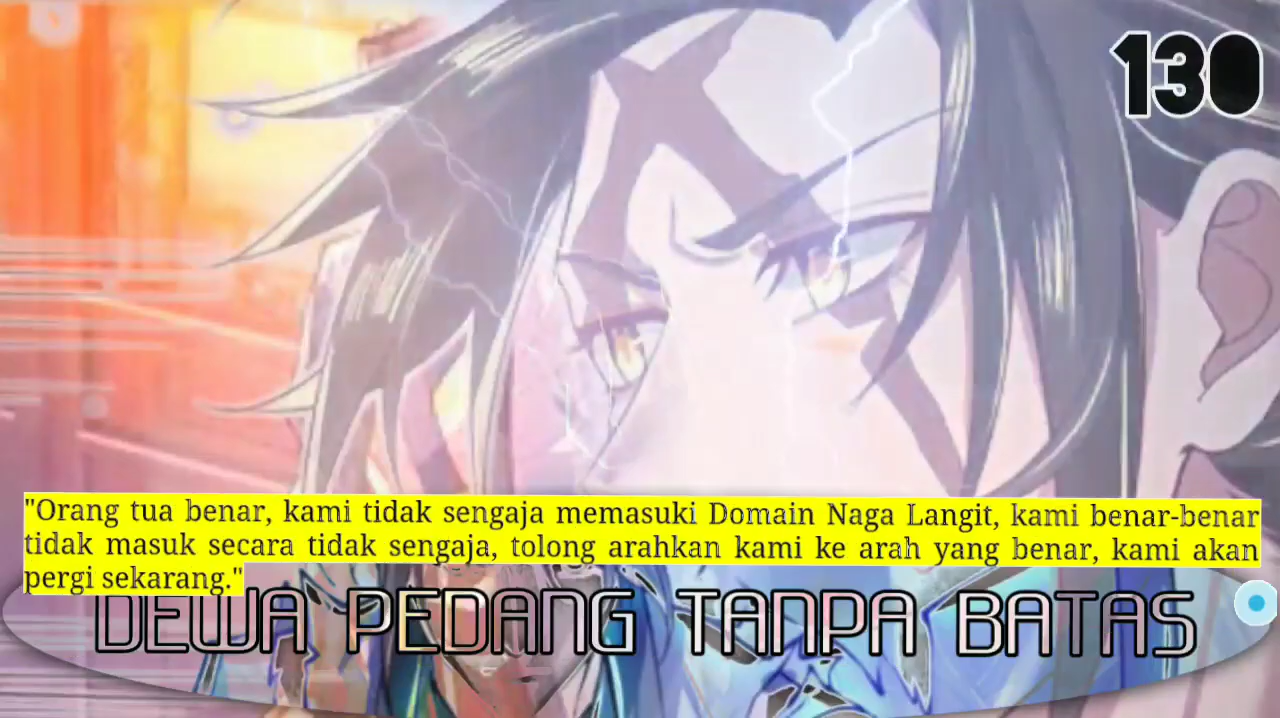 130
"Orang tua benar, kami tidak sengaja memasuki Domain Naga Langit, kami benar-benar
tidak masuk secara tidak sengaja, tolong arahkan kami ke arah yang benar, kami akan
pergi sekarang."
DEWA PEDANG TANPA BATAS